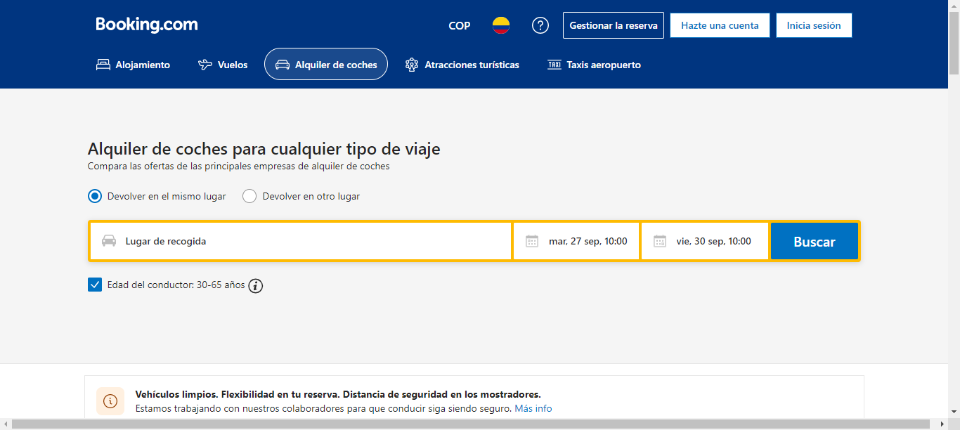 Booking.com
COP
Gestionar la reserva
Hazte una cuenta
Inicia sesión
Alojamiento
Vuelos
Alquiler de coches
Atracciones turísticas
TAXI
Taxis aeropuerto
Alquiler de coches para cualquier tipo de viaje
Compara las ofertas de las principales empresas de alquiler de coches
Devolver en el mismo lugar
Devolver en otro lugar
Lugar de recogida
mar. 27 sep. 10:00
vie. 30 sep. 10:00
Buscar
Edad del conductor: 30-65 años
Vehículos limpios. Flexibilidad en tu reserva. Distancia de seguridad en los mostradores.
Estamos trabajando con nuestros colaboradores para que conducir siga siendo seguro. Más info